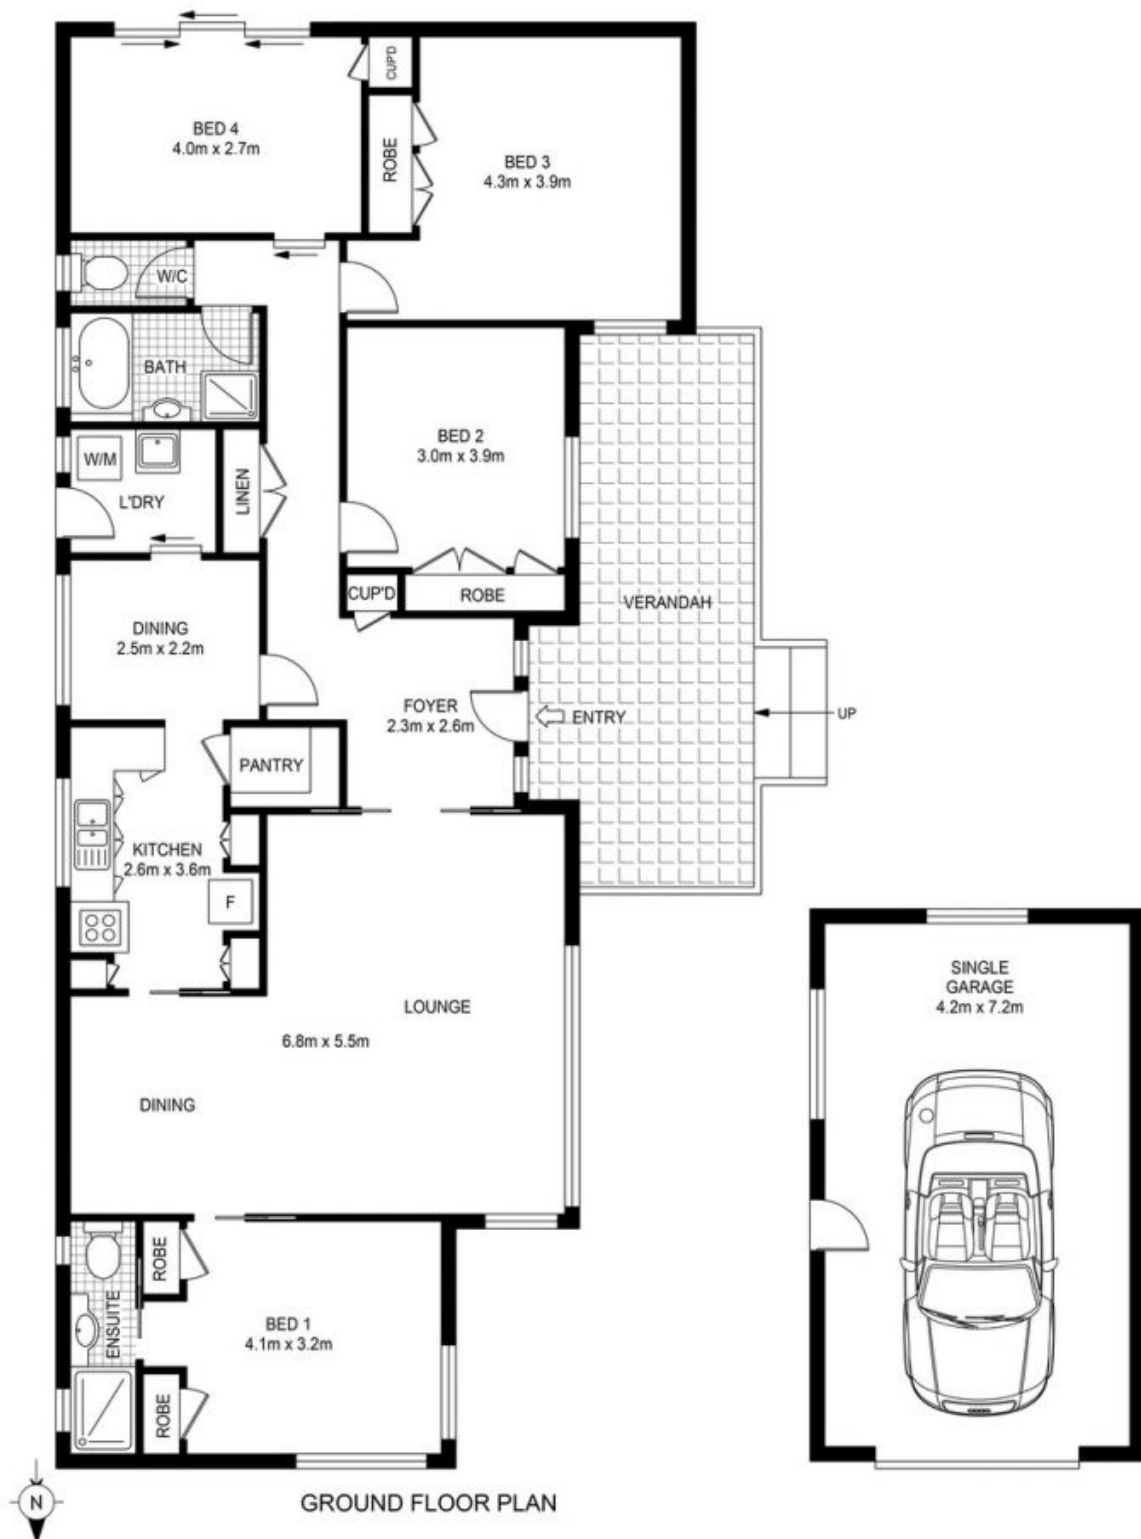 CUP'D
BED 4
4.0m x 2.7m
ROBE
BED 3
4.3m x 3.9m
W/C
BATH
BED 2
3.0m x 3.9m
W/M
LINEN
L'DRY
CUP'D
ROBE
VERANDAH
DINING
2.5m x 2.2m
FOYER
2.3m x 2.6m
ENTRY
UP
PANTRY
KITCHEN
2.6m x 3.6m
F
SINGLE
GARAGE
4.2m x 7.2m
LOUNGE
6.8m x 5.5m
DINING
ROBE
ENSUITE
BED 1
4.1m x 3.2m
ROBE
N
GROUND FLOOR PLAN